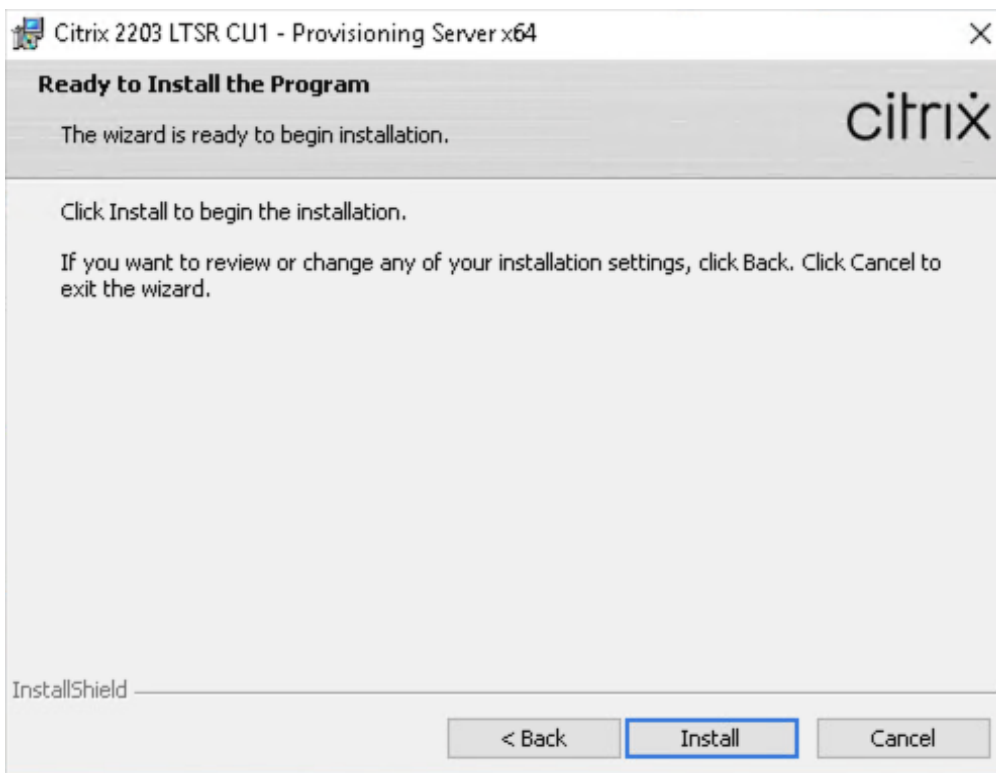 Citrix 2203 LTSR CU1 - Provisioning Server x64
Ready to Install the Program
The wizard is ready to begin installation.
citrix
Click Install to begin the installation.
If you want to review or change any of your installation settings, click Back. Click Cancel to
exit the wizard.
InstallShield
< Back
Install
Cancel